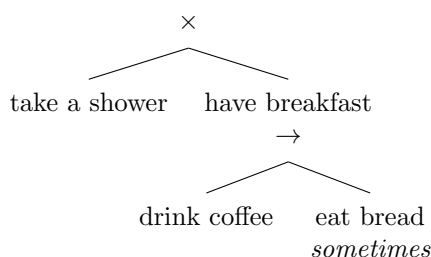 ×
take a shower have breakfast
→
drink coffee eat bread
sometimes